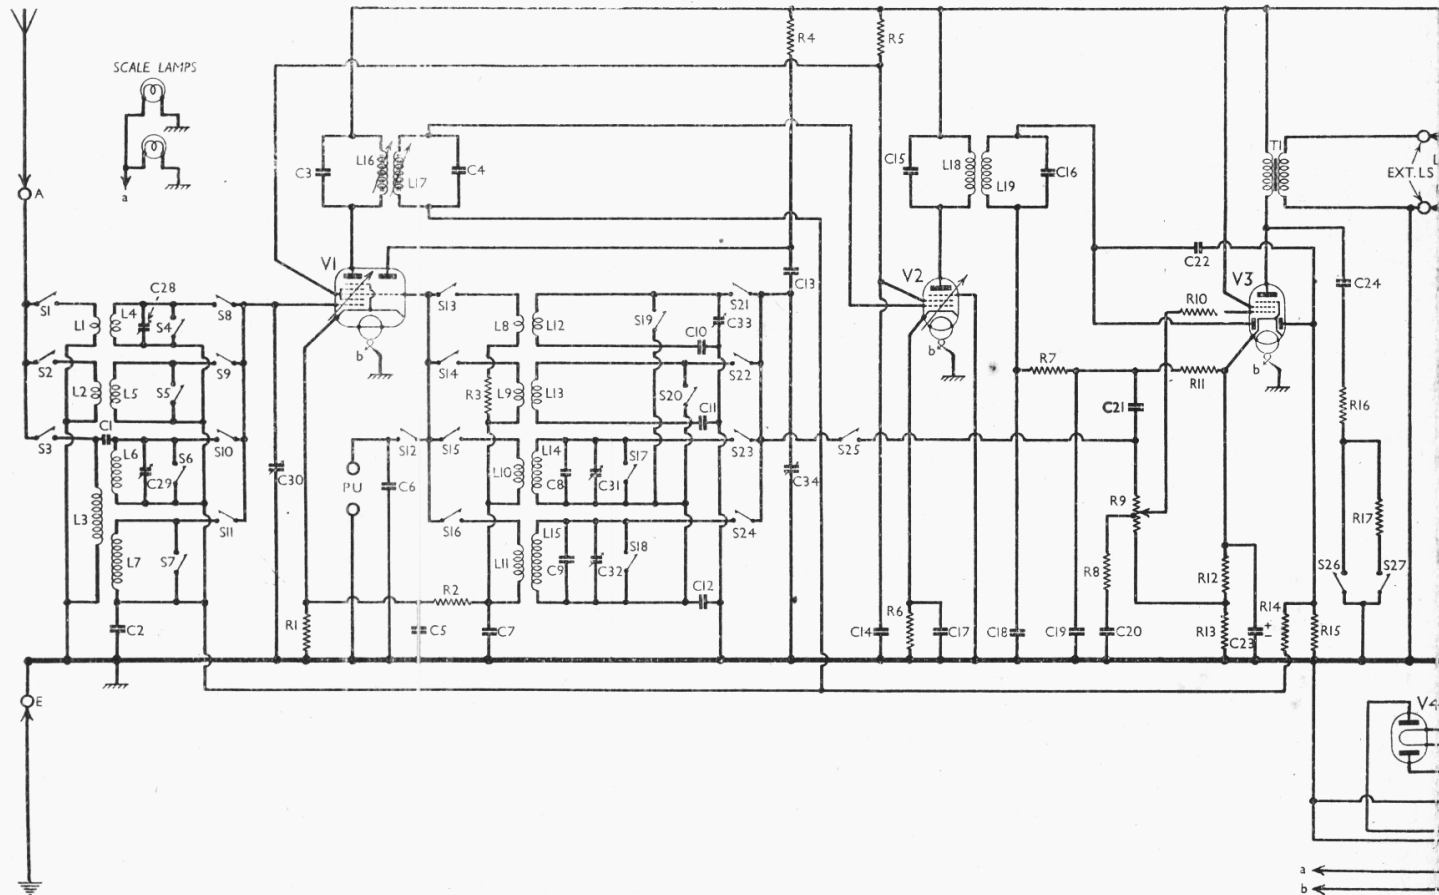 R4
R5
SCALE LAMPS
a
A
C3
L16
L17
C4
C15
L18
L19
C16
T1
EXT.LS
L
V1
V2
V3
C13
C22
C24
C28
S1
L1
L4
S4
S8
b
S13
L8
L12
S19
S21
C33
C10
b
R10
b
S2
L2
L5
S5
S9
S14
R3
L9
L13
S20
S22
C11
R7
C21
R11
R16
S3
C1
L6
S6
C29
S10
C30
PU
S12
C6
S15
L10
L14
C8
C31
S17
S23
C34
S25
R9
R17
L3
L7
S7
S11
S16
L11
L15
C9
C32
S18
S24
R8
R12
S26
S27
C2
R1
R2
C5
C7
C12
C14
R6
C17
C18
C19
C20
R13
C23
+
–
R14
R15
E
V4
a
b